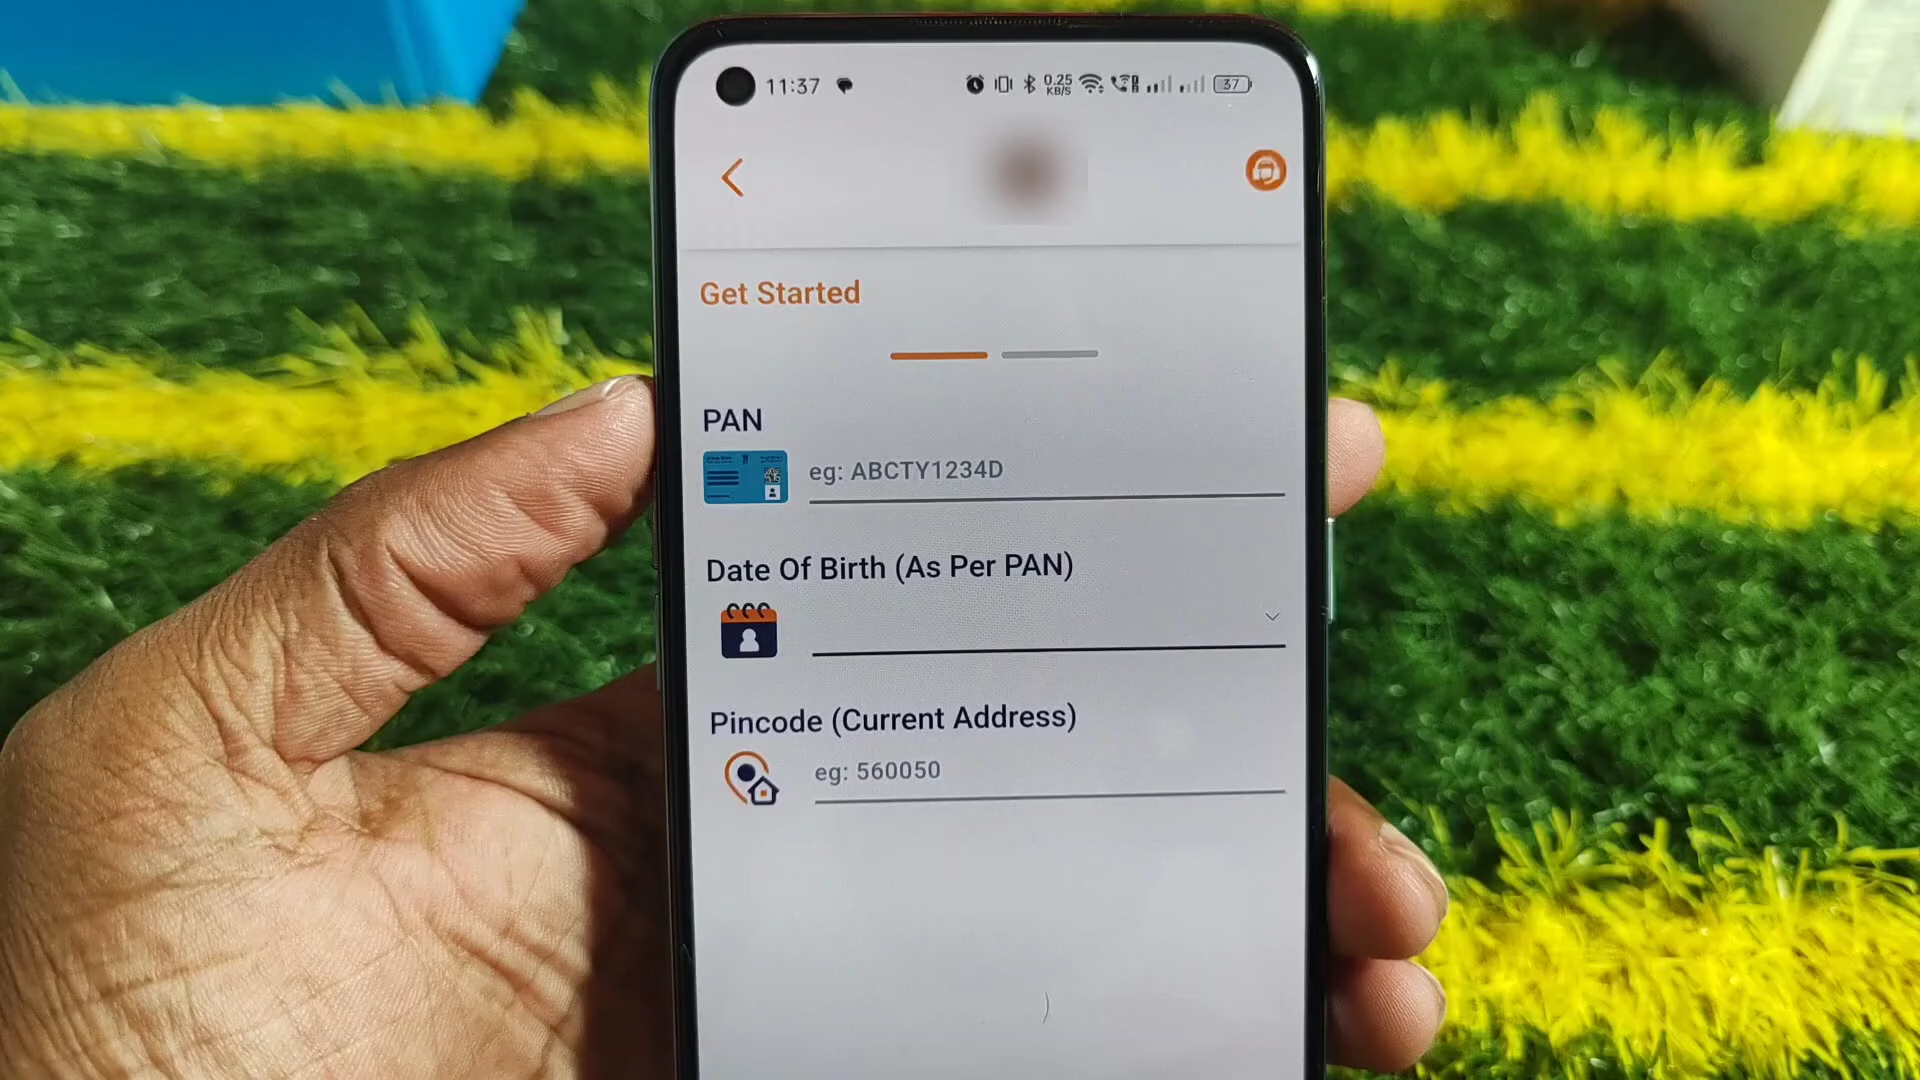 11:37
0.25
KB/S
37
Get Started
PAN
eg: ABCTY1234D
Date Of Birth (As Per PAN)
Pincode (Current Address)
eg: 560050